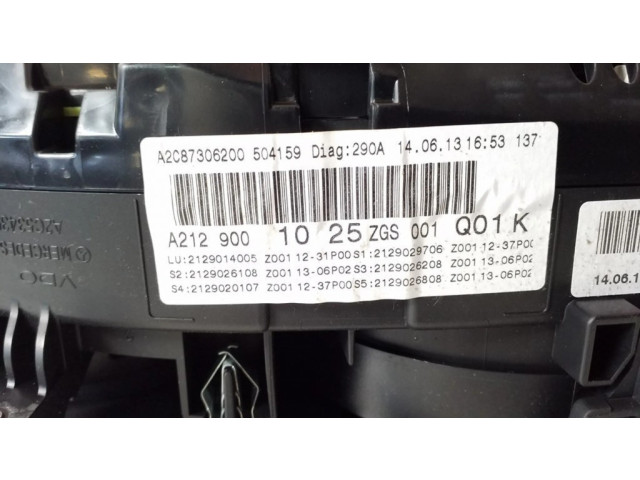 A2C87306200 504159 Diag:290A 14.06.13 16:53 137
A212 900 10 25 ZGS 001 Q01 K
LU:2129014005 Z001 12-31P00 S1:2129029706 Z001 12-37P00
S2:2129026108 Z001 13-06P02 S3:2129026208 Z001 13-06P02
S4:2129020107 Z001 12-37P00 S5:2129026808 Z001 13-06P02
14.06.1
VDO
MERCEDES